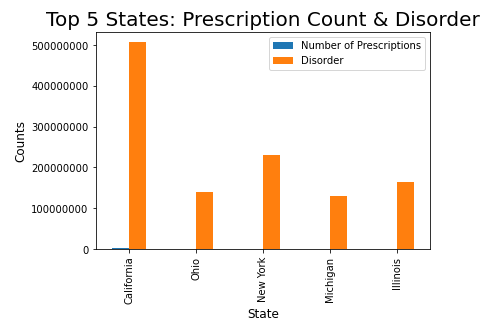 Top 5 States: Prescription Count & Disorder
Number of Prescriptions
Disorder
500000000
400000000
300000000
200000000
100000000
0
Counts
California
Ohio
New York
Michigan
Illinois
State